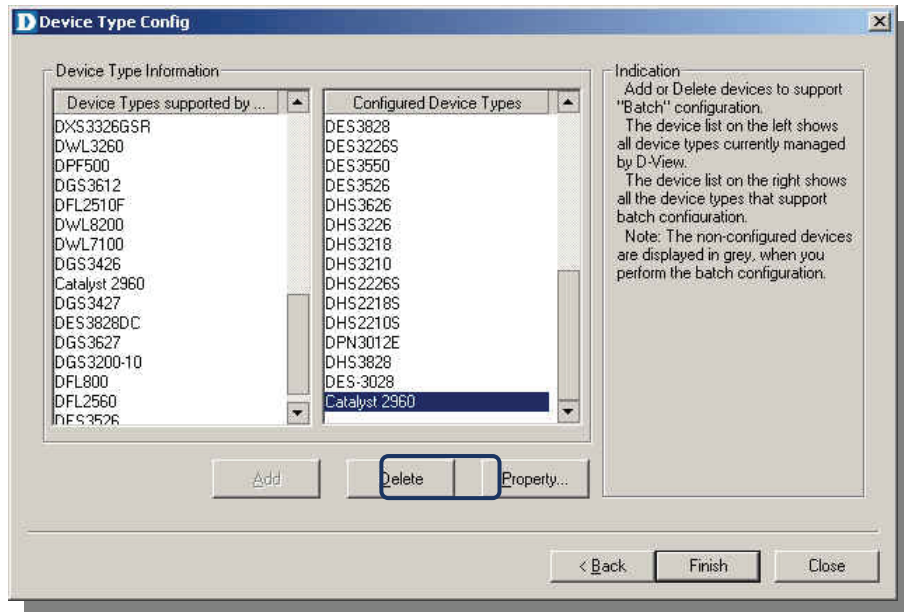 D Device Type Config
Device Type Information
Device Types supported by ...
DXS3326GSR
DWL3260
DPF500
DGS3612
DFL2510F
DWL8200
DWL7100
DGS3426
Catalyst 2960
DGS3427
DES3828DC
DGS3627
DGS3200-10
DFL800
DFL2560
DES3526
Configured Device Types
DES3828
DES3226S
DES3550
DES3526
DHS3626
DHS3226
DHS3218
DHS3210
DHS2226S
DHS2218S
DHS2210S
DPN3012E
DHS3828
DES-3028
Catalyst 2960
Indication
Add or Delete devices to support
"Batch" configuration.
The device list on the left shows
all device types currently managed
by D-View.
The device list on the right shows
all the device types that support
batch configuration.
Note: The non-configured devices
are displayed in grey, when you
perform the batch configuration.
Add
Delete
Property...
< Back
Finish
Close